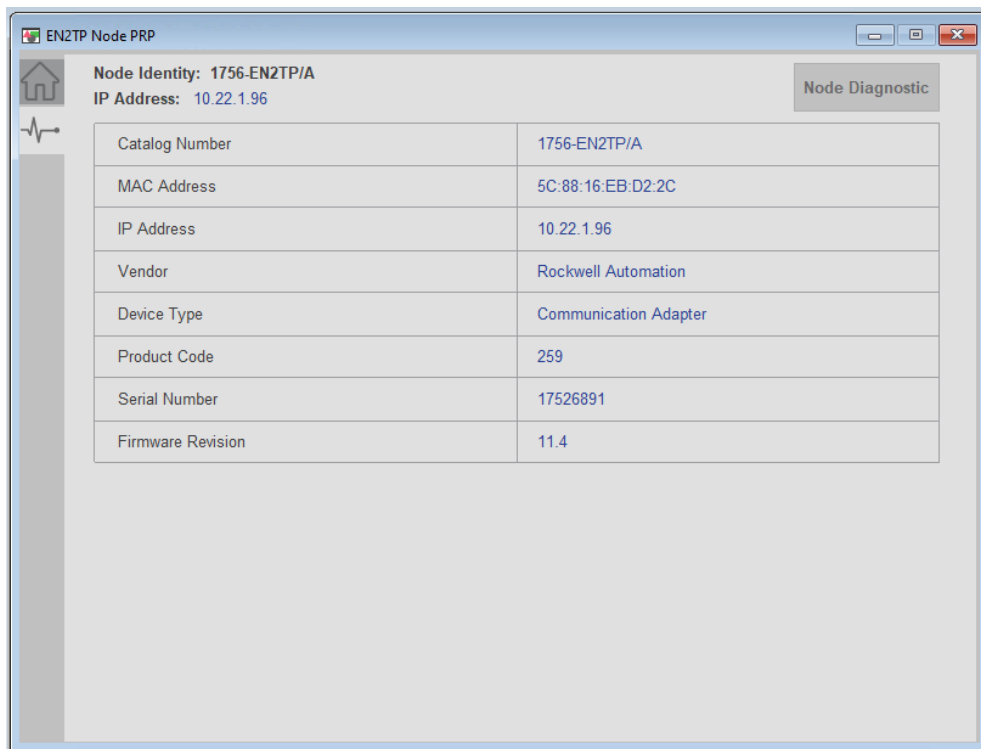 EN2TP Node PRP
Node Identity: 1756-EN2TP/A
IP Address: 10.22.1.96
Node Diagnostic
Catalog Number 1756-EN2TP/A
MAC Address 5C:88:16:EB:D2:2C
IP Address 10.22.1.96
Vendor Rockwell Automation
Device Type Communication Adapter
Product Code 259
Serial Number 17526891
Firmware Revision 11.4